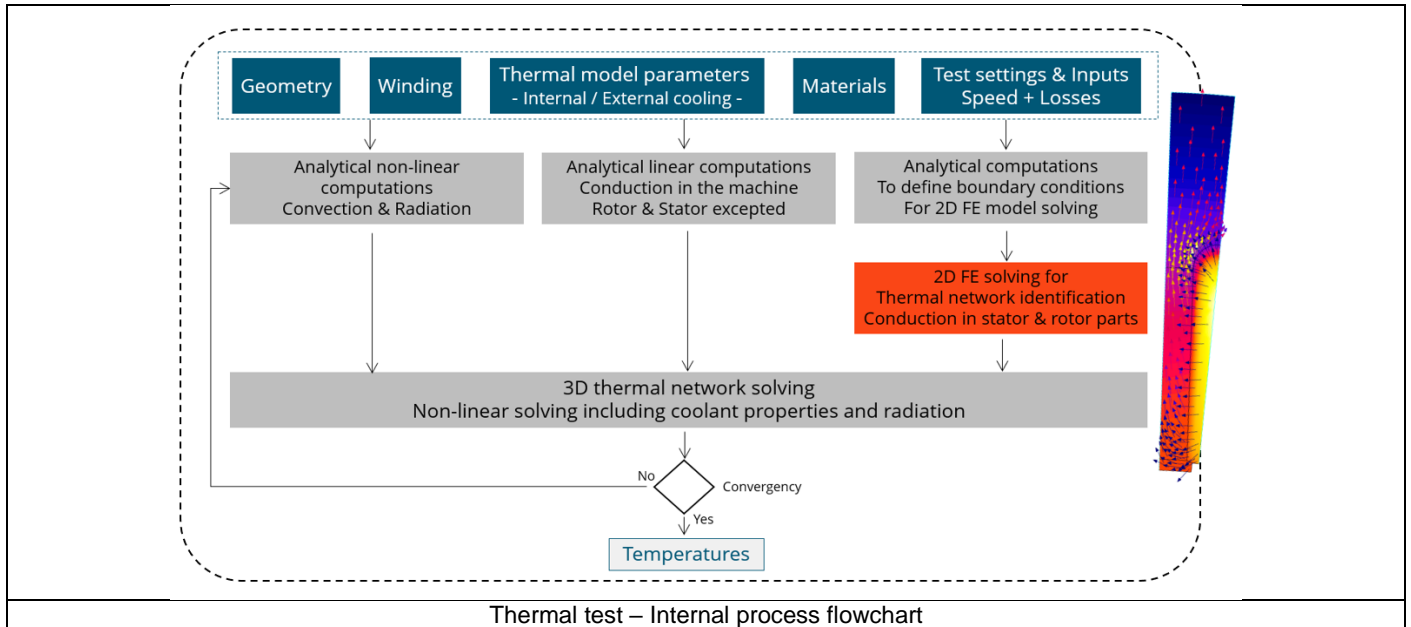 Geometry
Winding
Thermal model parameters
- Internal / External cooling -
Materials
Test settings & Inputs
Speed + Losses
Analytical non-linear
computations
Convection & Radiation
Analytical linear computations
Conduction in the machine
Rotor & Stator excepted
Analytical computations
To define boundary conditions
For 2D FE model solving
2D FE solving for
Thermal network identification
Conduction in stator & rotor parts
3D thermal network solving
Non-linear solving including coolant properties and radiation
No
Convergency
Yes
Temperatures
Thermal test – Internal process flowchart